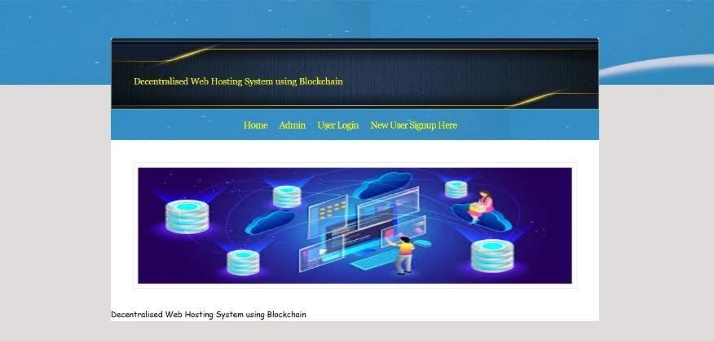 Decentralised Web Hosting System using Blockchain
Home Admin User Login New User Signup Here
Decentralised Web Hosting System using Blockchain